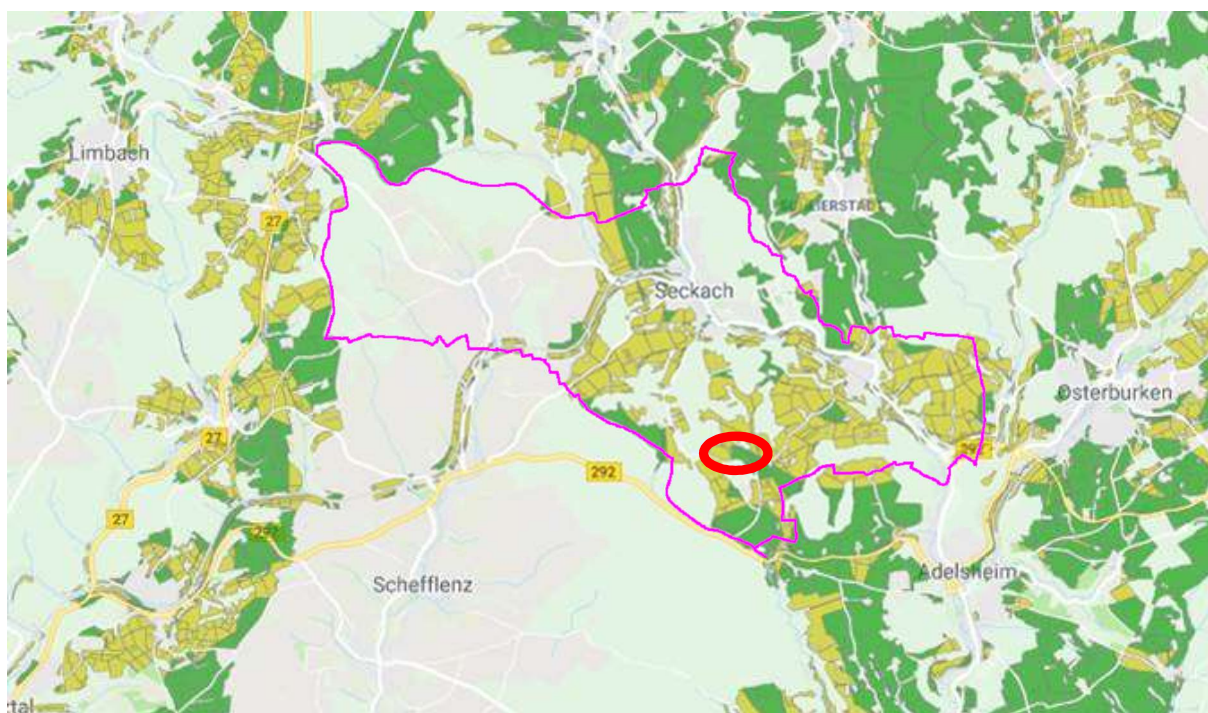 Limbach
27
Seckach
Osterburken
27
292
27
Schefflenz
Adelsheim